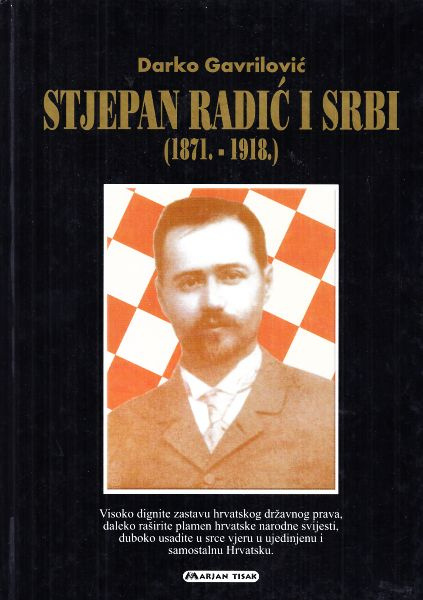 Darko Gavrilović
STJEPAN RADIĆ I SRBI
(1871. - 1918.)
Visoko dignite zastavu hrvatskog državnog prava,
daleko raširite plamen hrvatske narodne svijesti,
duboko usadite u srce vjeru u ujedinjenu i
samostalnu Hrvatsku.
MARJAN TISAK